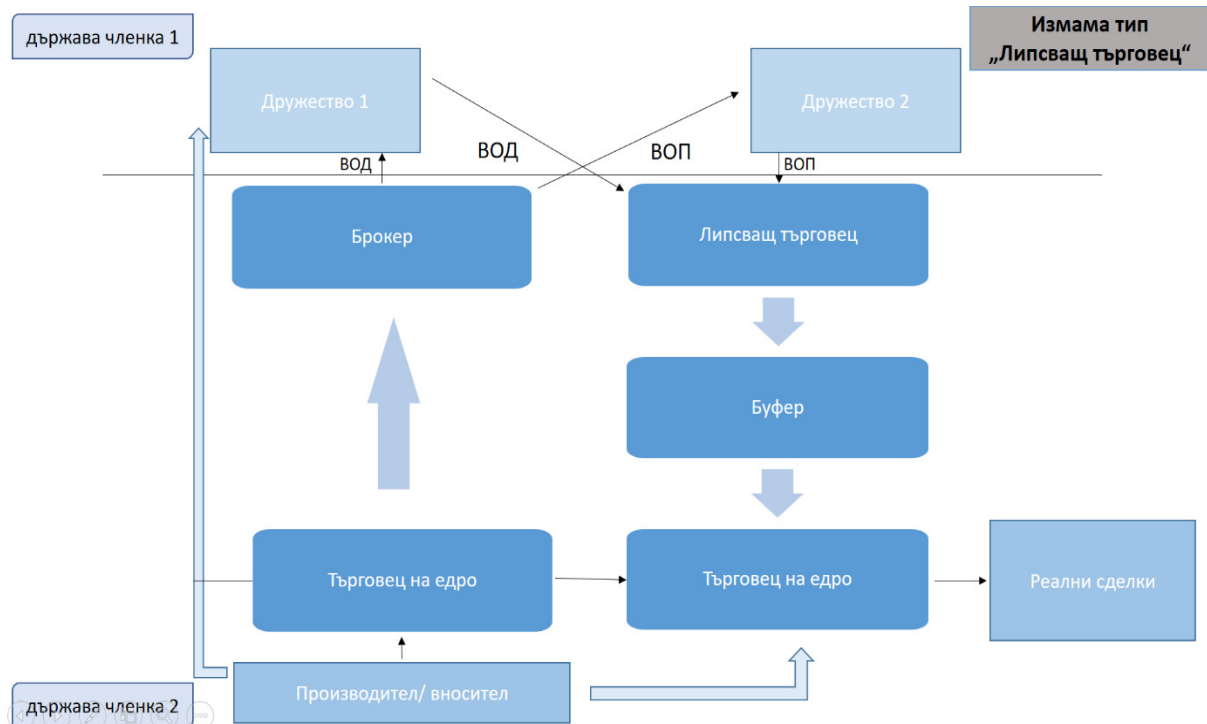 държава членка 1
Измама тип
„Липсващ търговец“
Дружество 1
Дружество 2
ВОД
ВОП
ВОД
ВОП
Брокер
Липсващ търговец
Буфер
Търговец на едро
Търговец на едро
Реални сделки
Производител/ вносител
държава членка 2